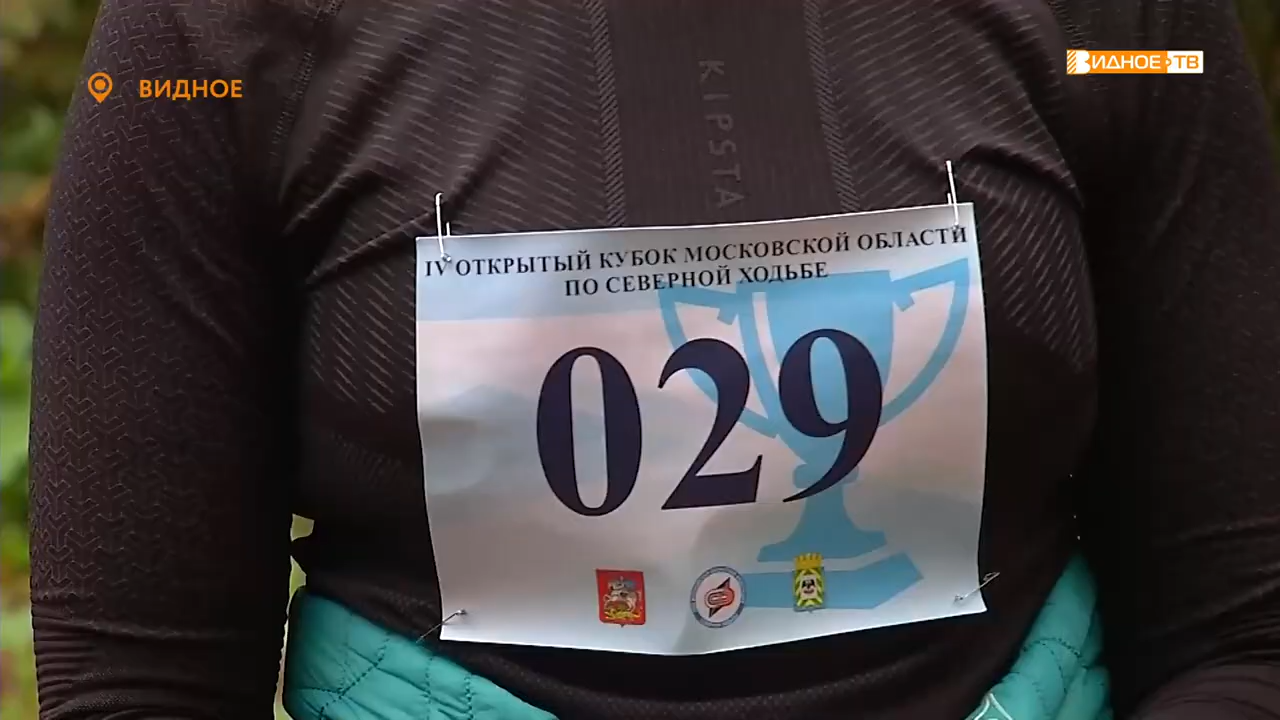 ВИДНОЕ
ВИДНОЕ ТВ
KIPSTA
IV ОТКРЫТЫЙ КУБОК МОСКОВСКОЙ ОБЛАСТИ
ПО СЕВЕРНОЙ ХОДЬБЕ
029